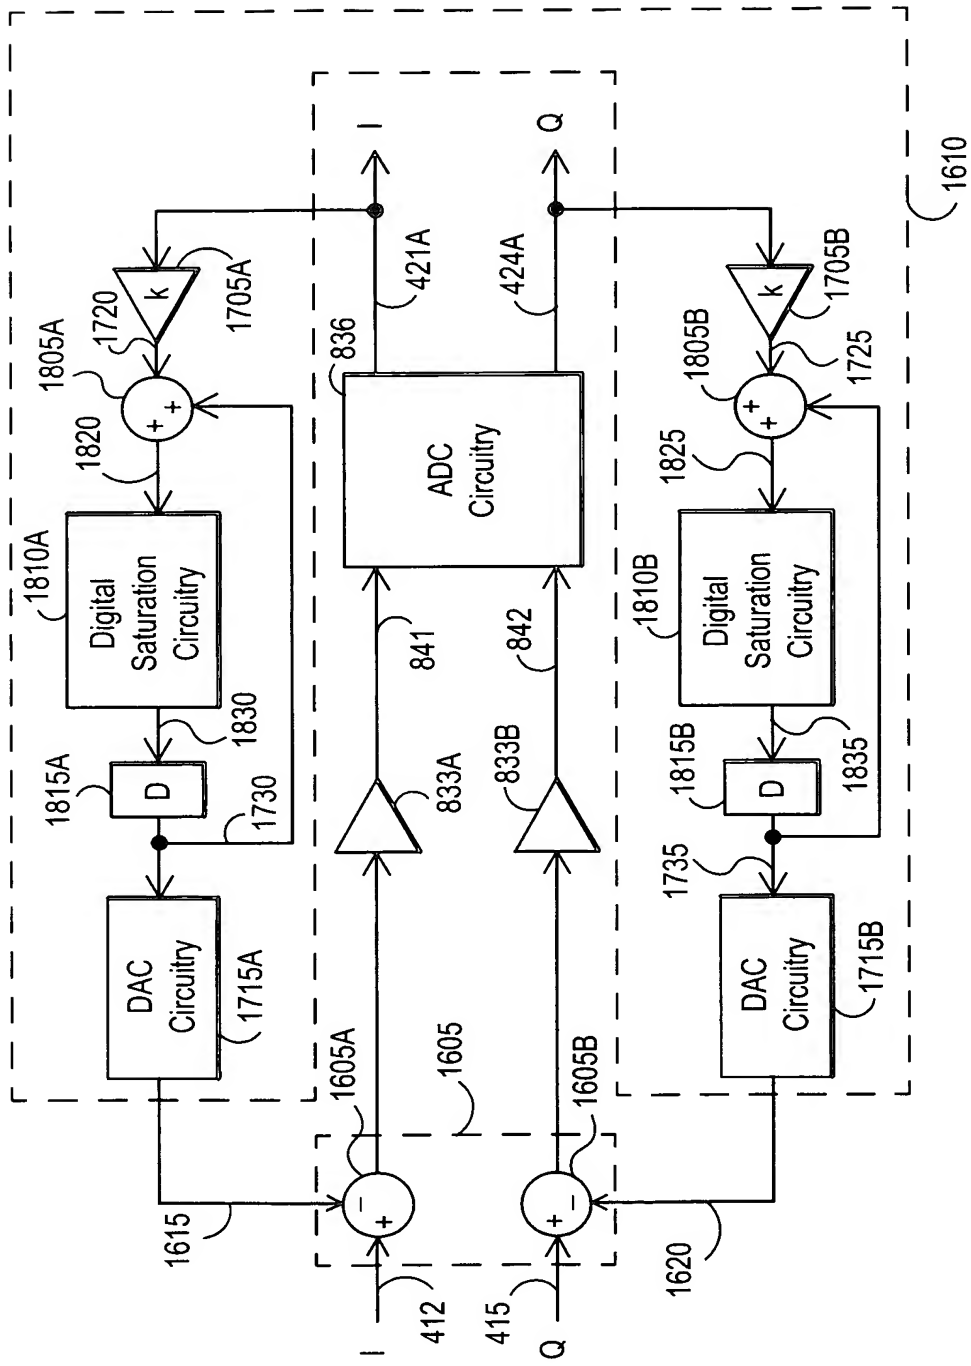 1810A
1815A
1805A
1820
1720
DAC
Circuitry
D
Digital
Saturation
Circuitry
+
+
k
1615
1715A
1830
1705A
1730
1605A
836
I
412
−
+
833A
841
421A
I
1605
ADC
Circuitry
415
833B
842
424A
Q
Q
+
−
1605B
1620
1735
1815B
1810B
1825
1805B
DAC
Circuitry
D
Digital
Saturation
Circuitry
+
+
k
1715B
1835
1725
1705B
1610